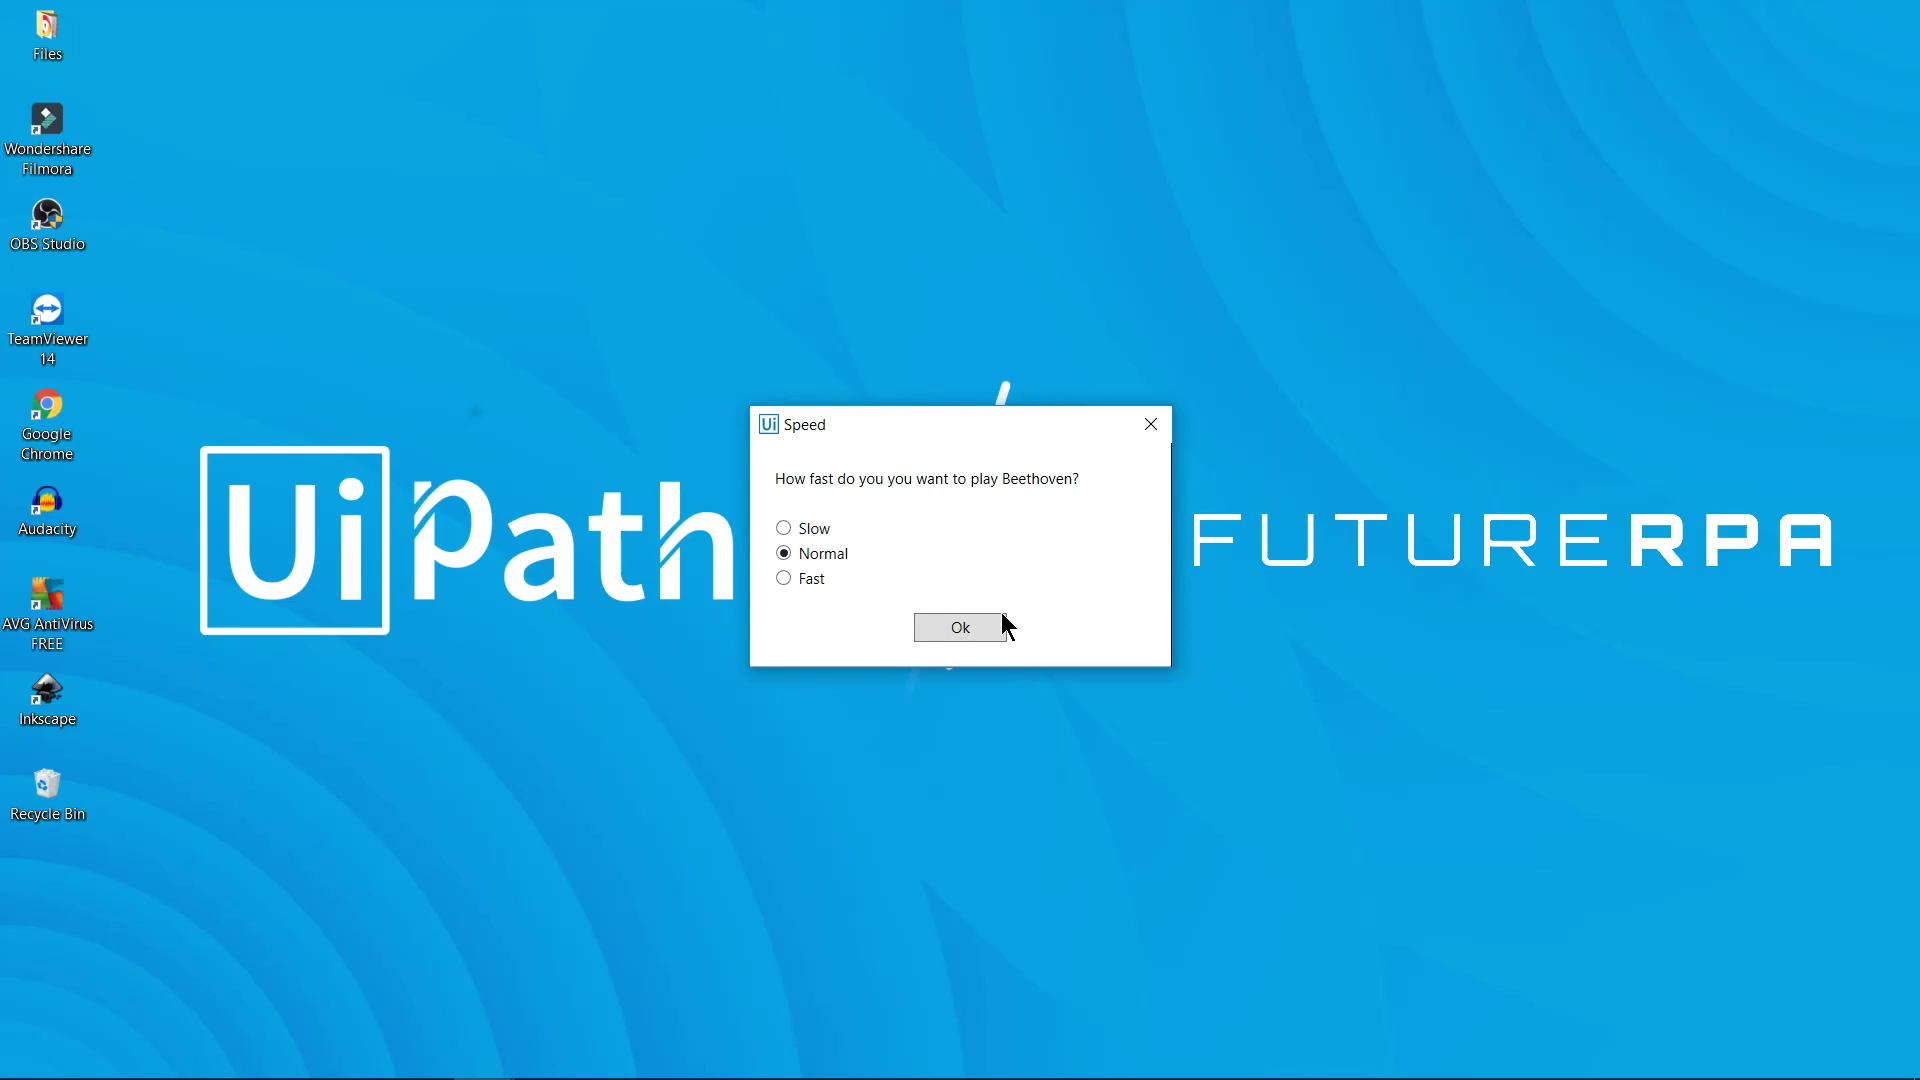 Files
Wondershare
Filmora
OBS Studio
TeamViewer
14
Google
Chrome
Audacity
AVG AntiVirus
FREE
Inkscape
Recycle Bin
Ui Path
Ui Speed
How fast do you you want to play Beethoven?
Slow
Normal
Fast
Ok
FUTURERPA